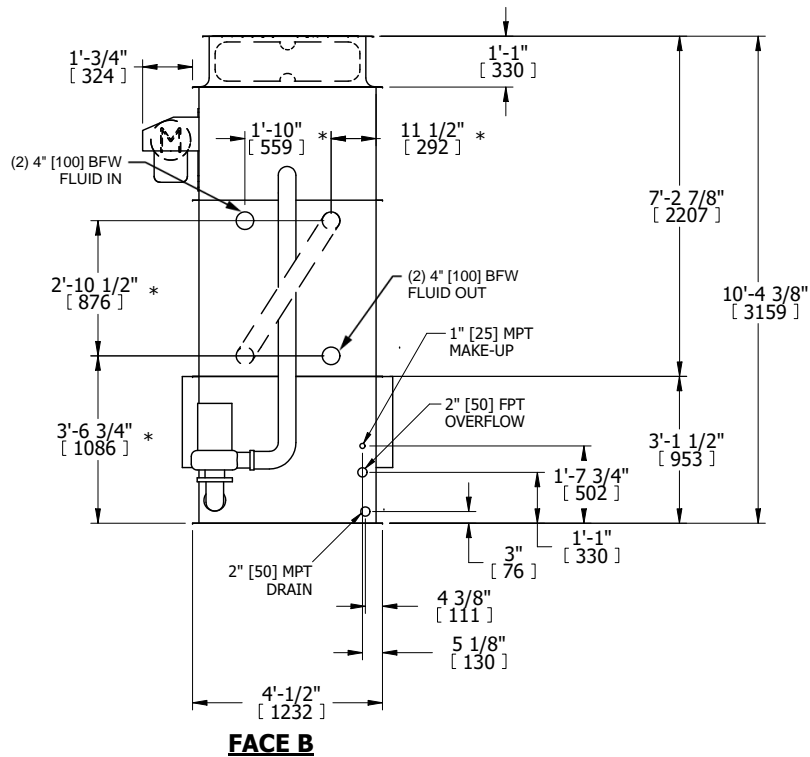 1'-3/4"
[ 324 ]
1'-1"
[ 330 ]
1'-10" *
[ 559 ]
11 1/2" *
[ 292 ]
(2) 4" [100] BFW
FLUID IN
M
7'-2 7/8"
[ 2207 ]
2'-10 1/2" *
[ 876 ]
(2) 4" [100] BFW
FLUID OUT
10'-4 3/8"
[ 3159 ]
1" [25] MPT
MAKE-UP
2" [50] FPT
OVERFLOW
3'-6 3/4" *
[ 1086 ]
3'-1 1/2"
[ 953 ]
1'-7 3/4"
[ 502 ]
1'-1"
[ 330 ]
3"
[ 76 ]
2" [50] MPT
DRAIN
4 3/8"
[ 111 ]
5 1/8"
[ 130 ]
4'-1/2"
[ 1232 ]
FACE B